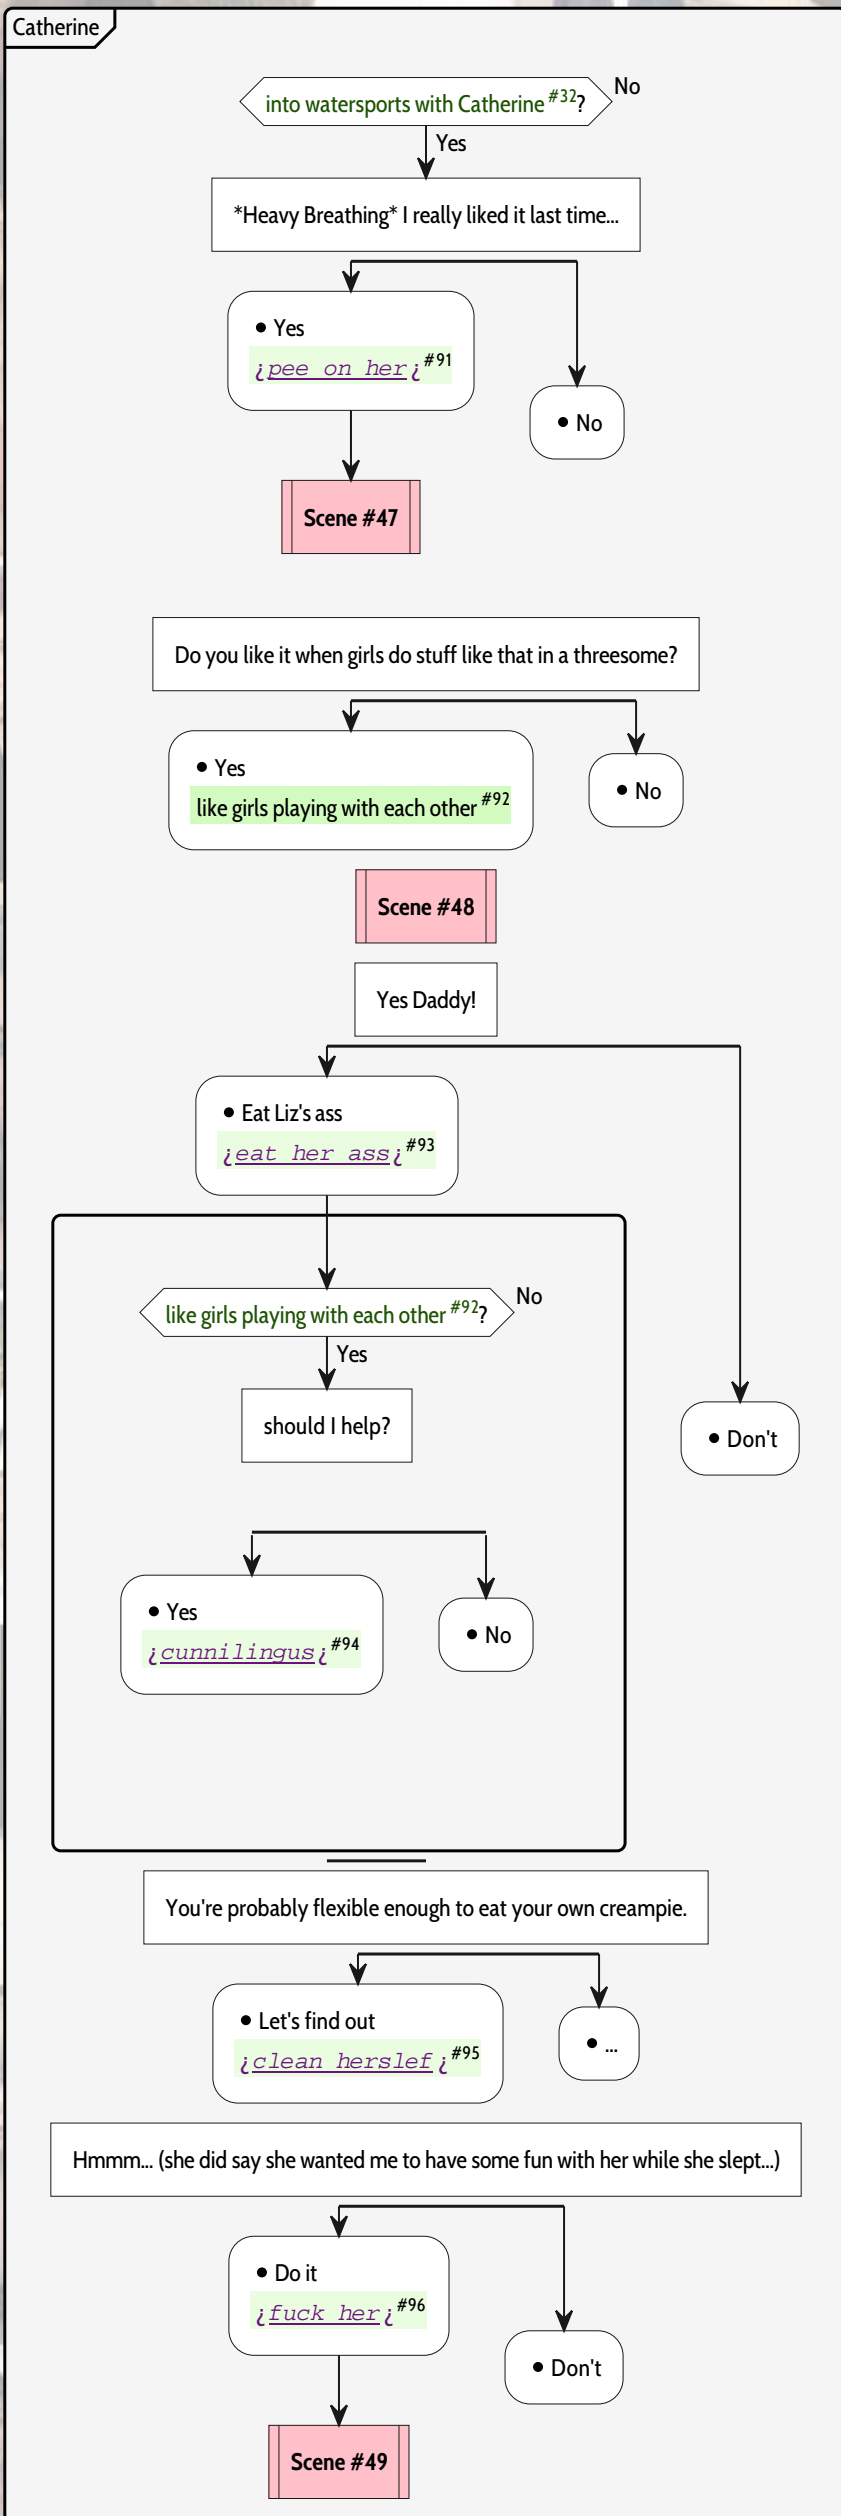 Catherine
into watersports with Catherine #32?
No
Yes
*Heavy Breathing* I really liked it last time...
• Yes
¿pee on her¿ #91
• No
Scene #47
Do you like it when girls do stuff like that in a threesome?
• Yes
like girls playing with each other #92
• No
Scene #48
Yes Daddy!
• Eat Liz's ass
¿eat her ass¿ #93
like girls playing with each other #92?
No
Yes
should I help?
• Don't
• Yes
¿cunnilingus¿ #94
• No
You're probably flexible enough to eat your own creampie.
• Let's find out
¿clean herslef¿ #95
• ...
Hmmm... (she did say she wanted me to have some fun with her while she slept...)
• Do it
¿fuck her¿ #96
• Don't
Scene #49